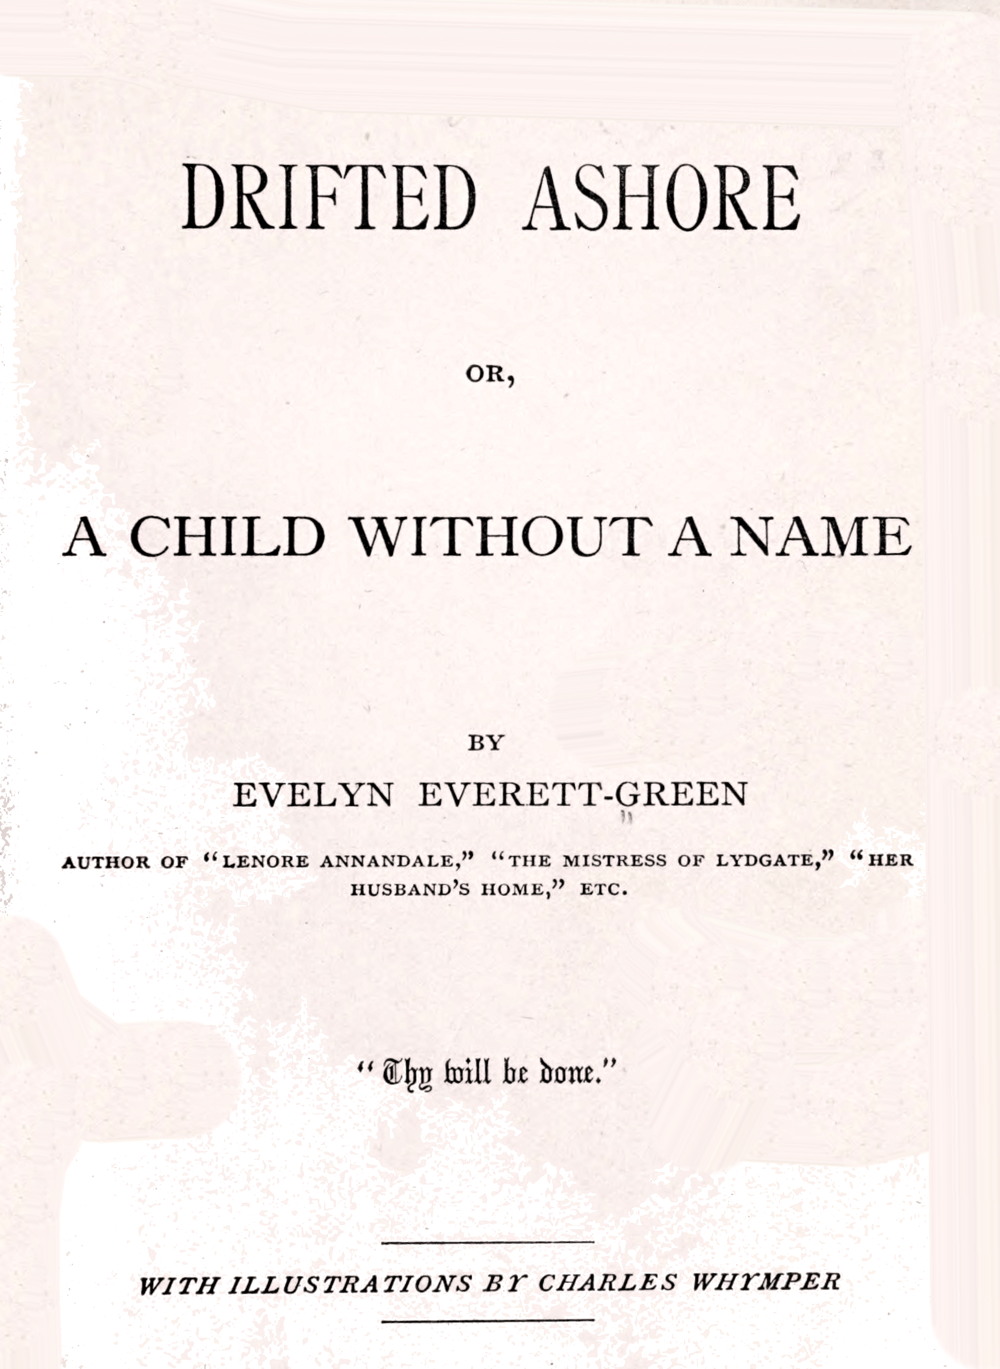 DRIFTED ASHORE
OR,
A CHILD WITHOUT A NAME
BY
EVELYN EVERETT-GREEN
AUTHOR OF “LENORE ANNANDALE,” “THE MISTRESS OF LYDGATE,” “HER
HUSBAND’S HOME,” ETC.
“Thy will be done.”
WITH ILLUSTRATIONS BY CHARLES WHYMPER